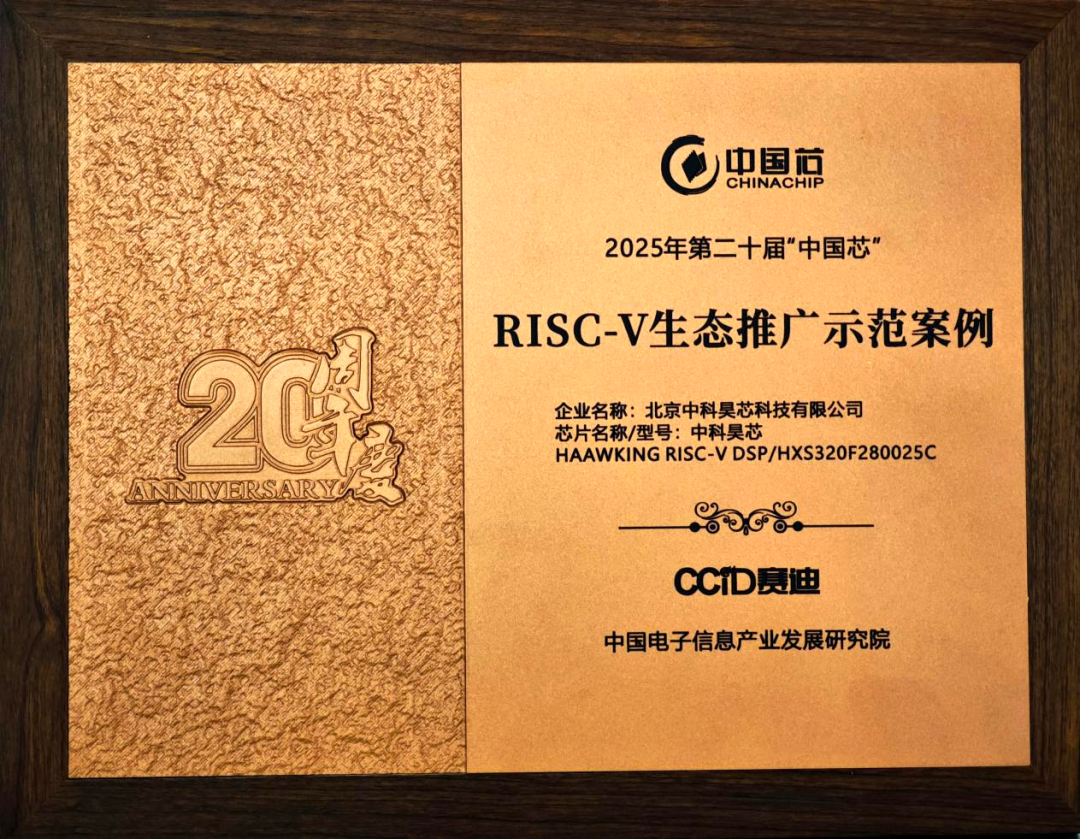 20周年度
ANNIVERSARY
中国芯
CHINACHIP
2025年第二十届“中国芯”
RISC-V生态推广示范案例
企业名称：北京中科昊芯科技有限公司
芯片名称/型号：中科昊芯
HAAWKING RISC-V DSP/HXS320F280025C
CCID赛迪
中国电子信息产业发展研究院